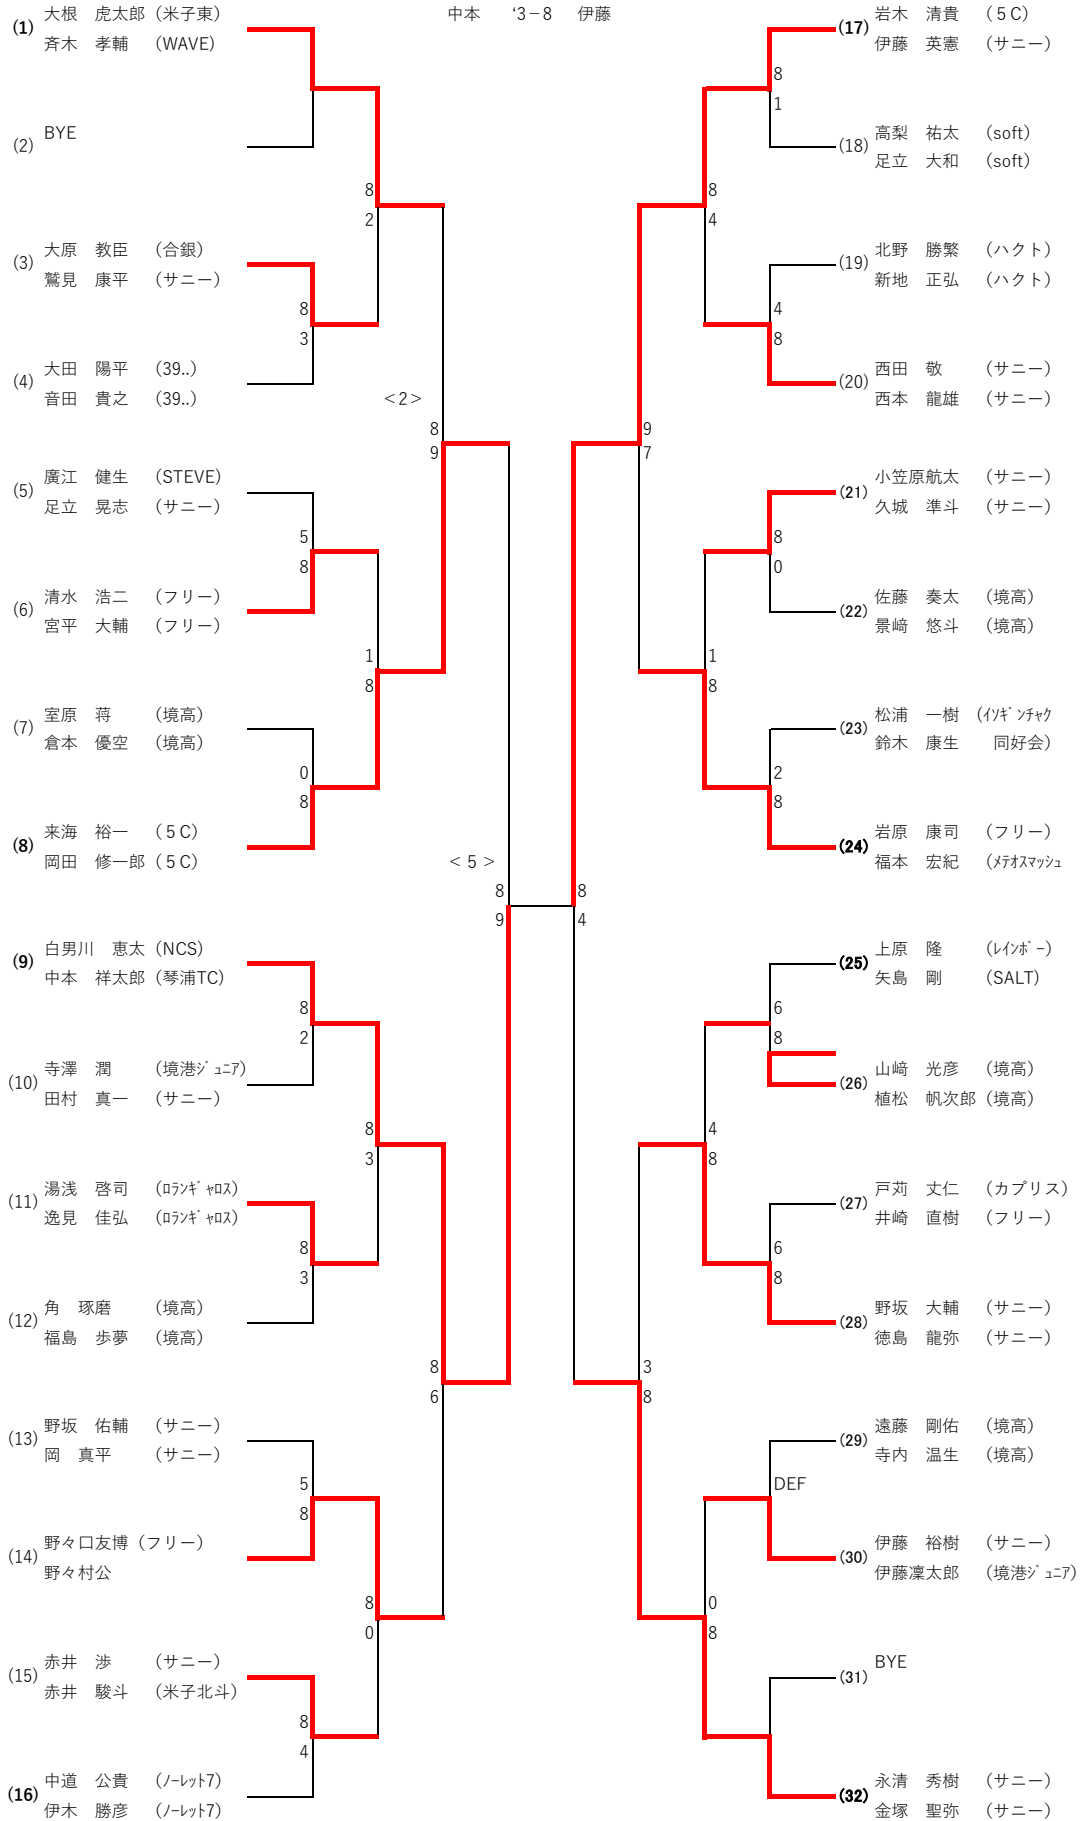 中本　‘3－8　伊藤
(1) 大根　虎太郎 (米子東)
斉木　孝輔 (WAVE)
(2) BYE
8
2
(3) 大原　教臣 (合銀)
鷲見　康平 (サニー)
8
3
(4) 大田　陽平 (39..)
音田　貴之 (39..)
＜2＞
8
9
(5) 廣江　健生 (STEVE)
足立　晃志 (サニー)
5
8
(6) 清水　浩二 (フリー)
宮平　大輔 (フリー)
1
8
(7) 室原　蒋 (境高)
倉本　優空 (境高)
0
8
(8) 来海　裕一 (５C)
岡田　修一郎 (５C)
＜５＞
8
9
(9) 白男川　恵太 (NCS)
中本　祥太郎 (琴浦TC)
8
2
(10) 寺澤　潤 (境港ｼﾞｭﾆｱ)
田村　真一 (サニー)
8
3
(11) 湯浅　啓司 (ﾛﾗﾝｷﾞｬﾛｽ)
逸見　佳弘 (ﾛﾗﾝｷﾞｬﾛｽ)
8
3
(12) 角　琢磨 (境高)
福島　歩夢 (境高)
8
6
(13) 野坂　佑輔 (サニー)
岡　真平 (サニー)
5
8
(14) 野々口友博 (フリー)
野々村公
8
0
(15) 赤井　渉 (サニー)
赤井　駿斗 (米子北斗)
8
4
(16) 中道　公貴 (ﾉｰﾚｯﾄ7)
伊木　勝彦 (ﾉｰﾚｯﾄ7)
(17) 岩木　清貴 (５C)
伊藤　英憲 (サニー)
8
1
(18) 高梨　祐太 (soft)
足立　大和 (soft)
8
4
(19) 北野　勝繁 (ハクト)
新地　正弘 (ハクト)
4
8
(20) 西田　敬 (サニー)
西本　龍雄 (サニー)
9
7
(21) 小笠原航太 (サニー)
久城　準斗 (サニー)
8
0
(22) 佐藤　奏太 (境高)
景﨑　悠斗 (境高)
1
8
(23) 松浦　一樹 (ｲｿｷﾞﾝﾁｬｸ
鈴木　康生 同好会)
2
8
(24) 岩原　康司 (フリー)
福本　宏紀 (ﾒﾃｵｽﾏｯｼｭ
8
4
(25) 上原　隆 (ﾚｲﾝﾎﾞｰ)
矢島　剛 (SALT)
6
8
(26) 山﨑　光彦 (境高)
植松　帆次郎 (境高)
4
8
(27) 戸苅　丈仁 (カプリス)
井崎　直樹 (フリー)
6
8
(28) 野坂　大輔 (サニー)
徳島　龍弥 (サニー)
3
8
(29) 遠藤　剛佑 (境高)
寺内　温生 (境高)
DEF
(30) 伊藤　裕樹 (サニー)
伊藤凜太郎 (境港ｼﾞｭﾆｱ)
0
8
(31) BYE
(32) 永清　秀樹 (サニー)
金塚　聖弥 (サニー)